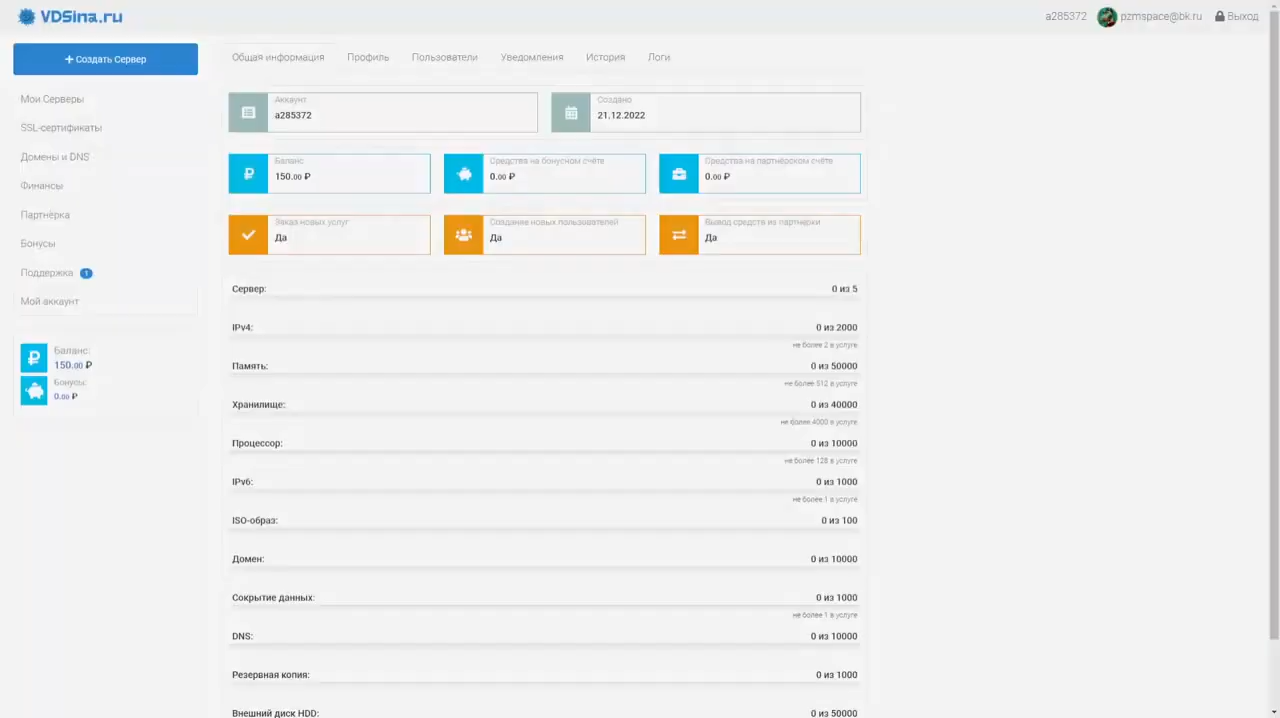 VDSina.ru
a285372
pzmspace@bk.ru
Выход
Создать Сервер
Общая информация
Профиль
Пользователи
Уведомления
История
Логи
Мои Серверы
SSL-сертификаты
Домены и DNS
Финансы
Партнёрка
Бонусы
Поддержка 1
Мой аккаунт
Баланс:
150.00 ₽
Бонусы:
0.00 ₽
Аккаунт
a285372
Создано
21.12.2022
Баланс
150.00 ₽
Средства на бонусном счёте
0.00 ₽
Средства на партнёрском счёте
0.00 ₽
Заказ новых услуг
Да
Создание новых пользователей
Да
Вывод средств из партнерки
Да
Сервер: 0 из 5
IPv4: 0 из 2000
не более 2 в услуге
Память: 0 из 50000
не более 512 в услуге
Хранилище: 0 из 40000
не более 4000 в услуге
Процессор: 0 из 10000
не более 128 в услуге
IPv6: 0 из 1000
не более 1 в услуге
ISO-образ: 0 из 100
Домен: 0 из 10000
Сокрытие данных: 0 из 1000
не более 1 в услуге
DNS: 0 из 10000
Резервная копия: 0 из 1000
Внешний диск HDD: 0 из 50000